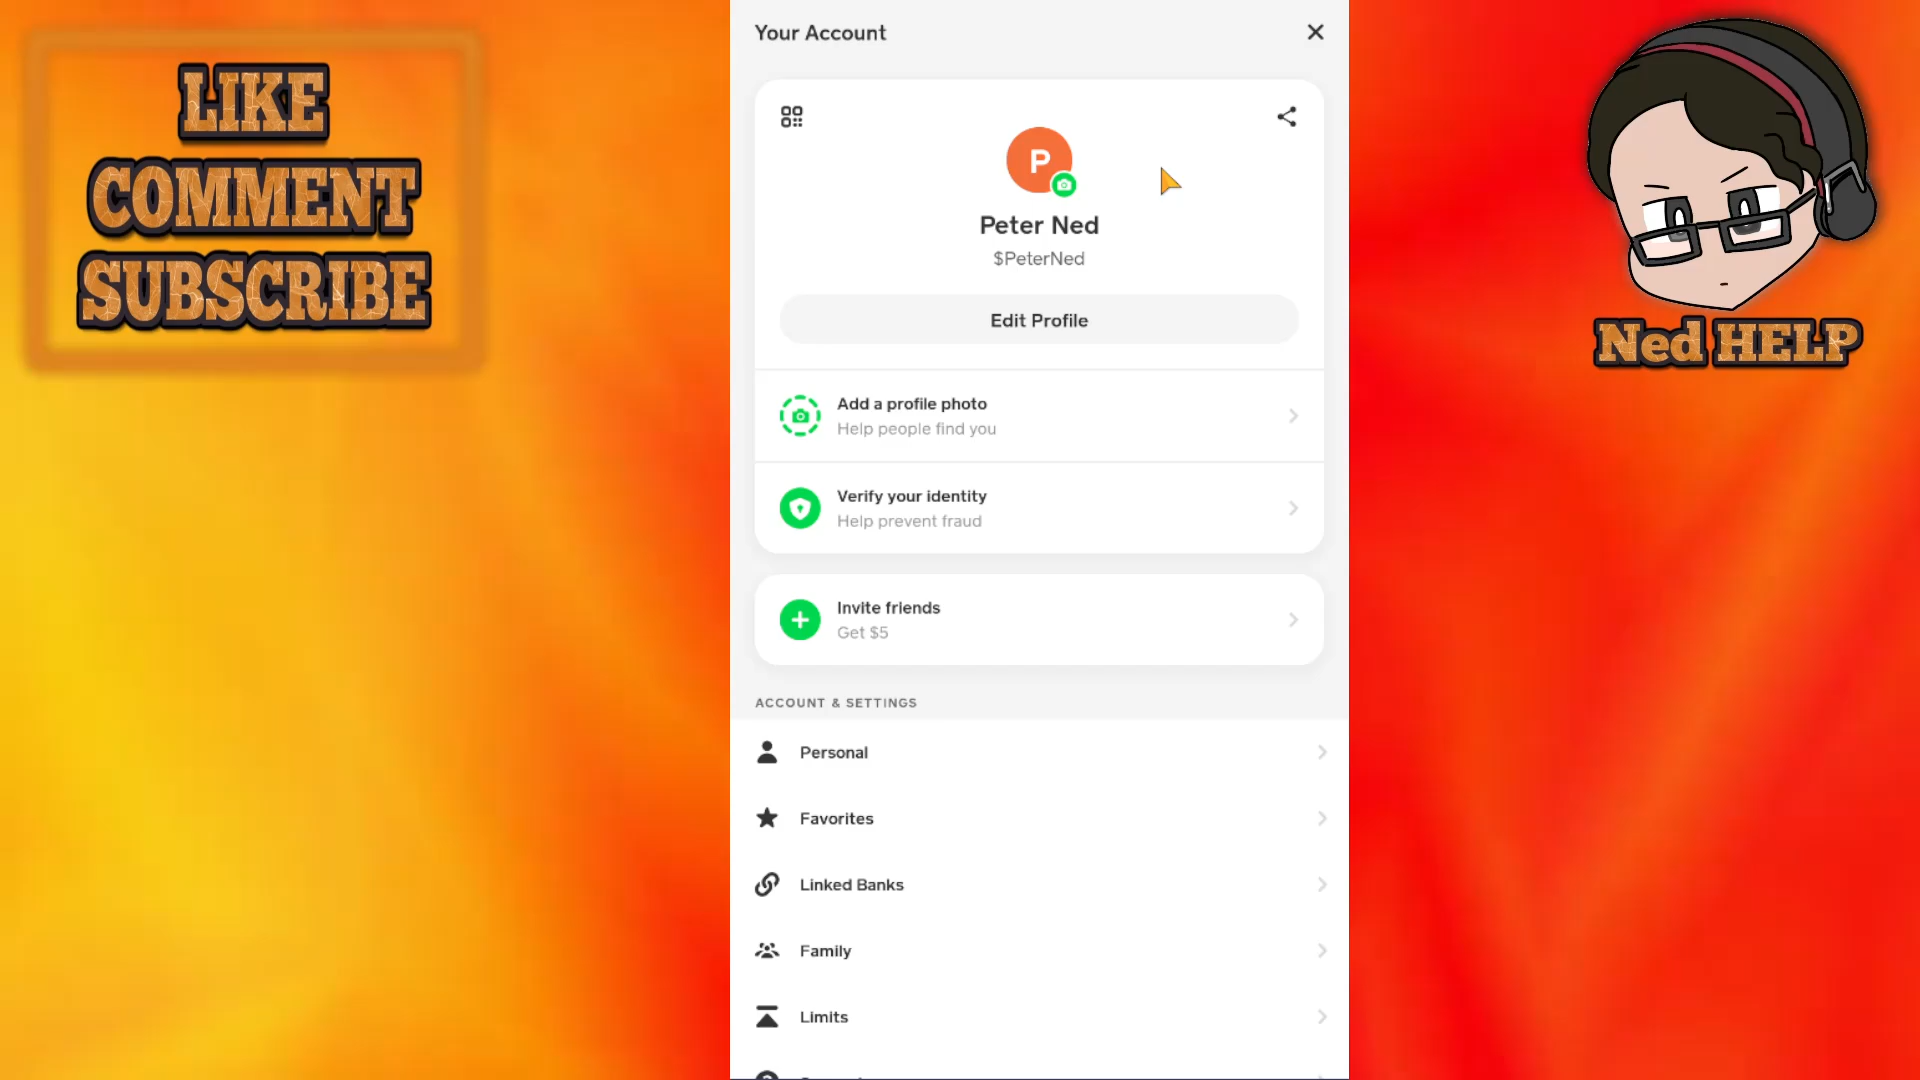 LIKE
COMMENT
SUBSCRIBE
Your Account
P
Peter Ned
$PeterNed
Edit Profile
Add a profile photo
Help people find you
Verify your identity
Help prevent fraud
Invite friends
Get $5
ACCOUNT & SETTINGS
Personal
Favorites
Linked Banks
Family
Limits
Ned HELP